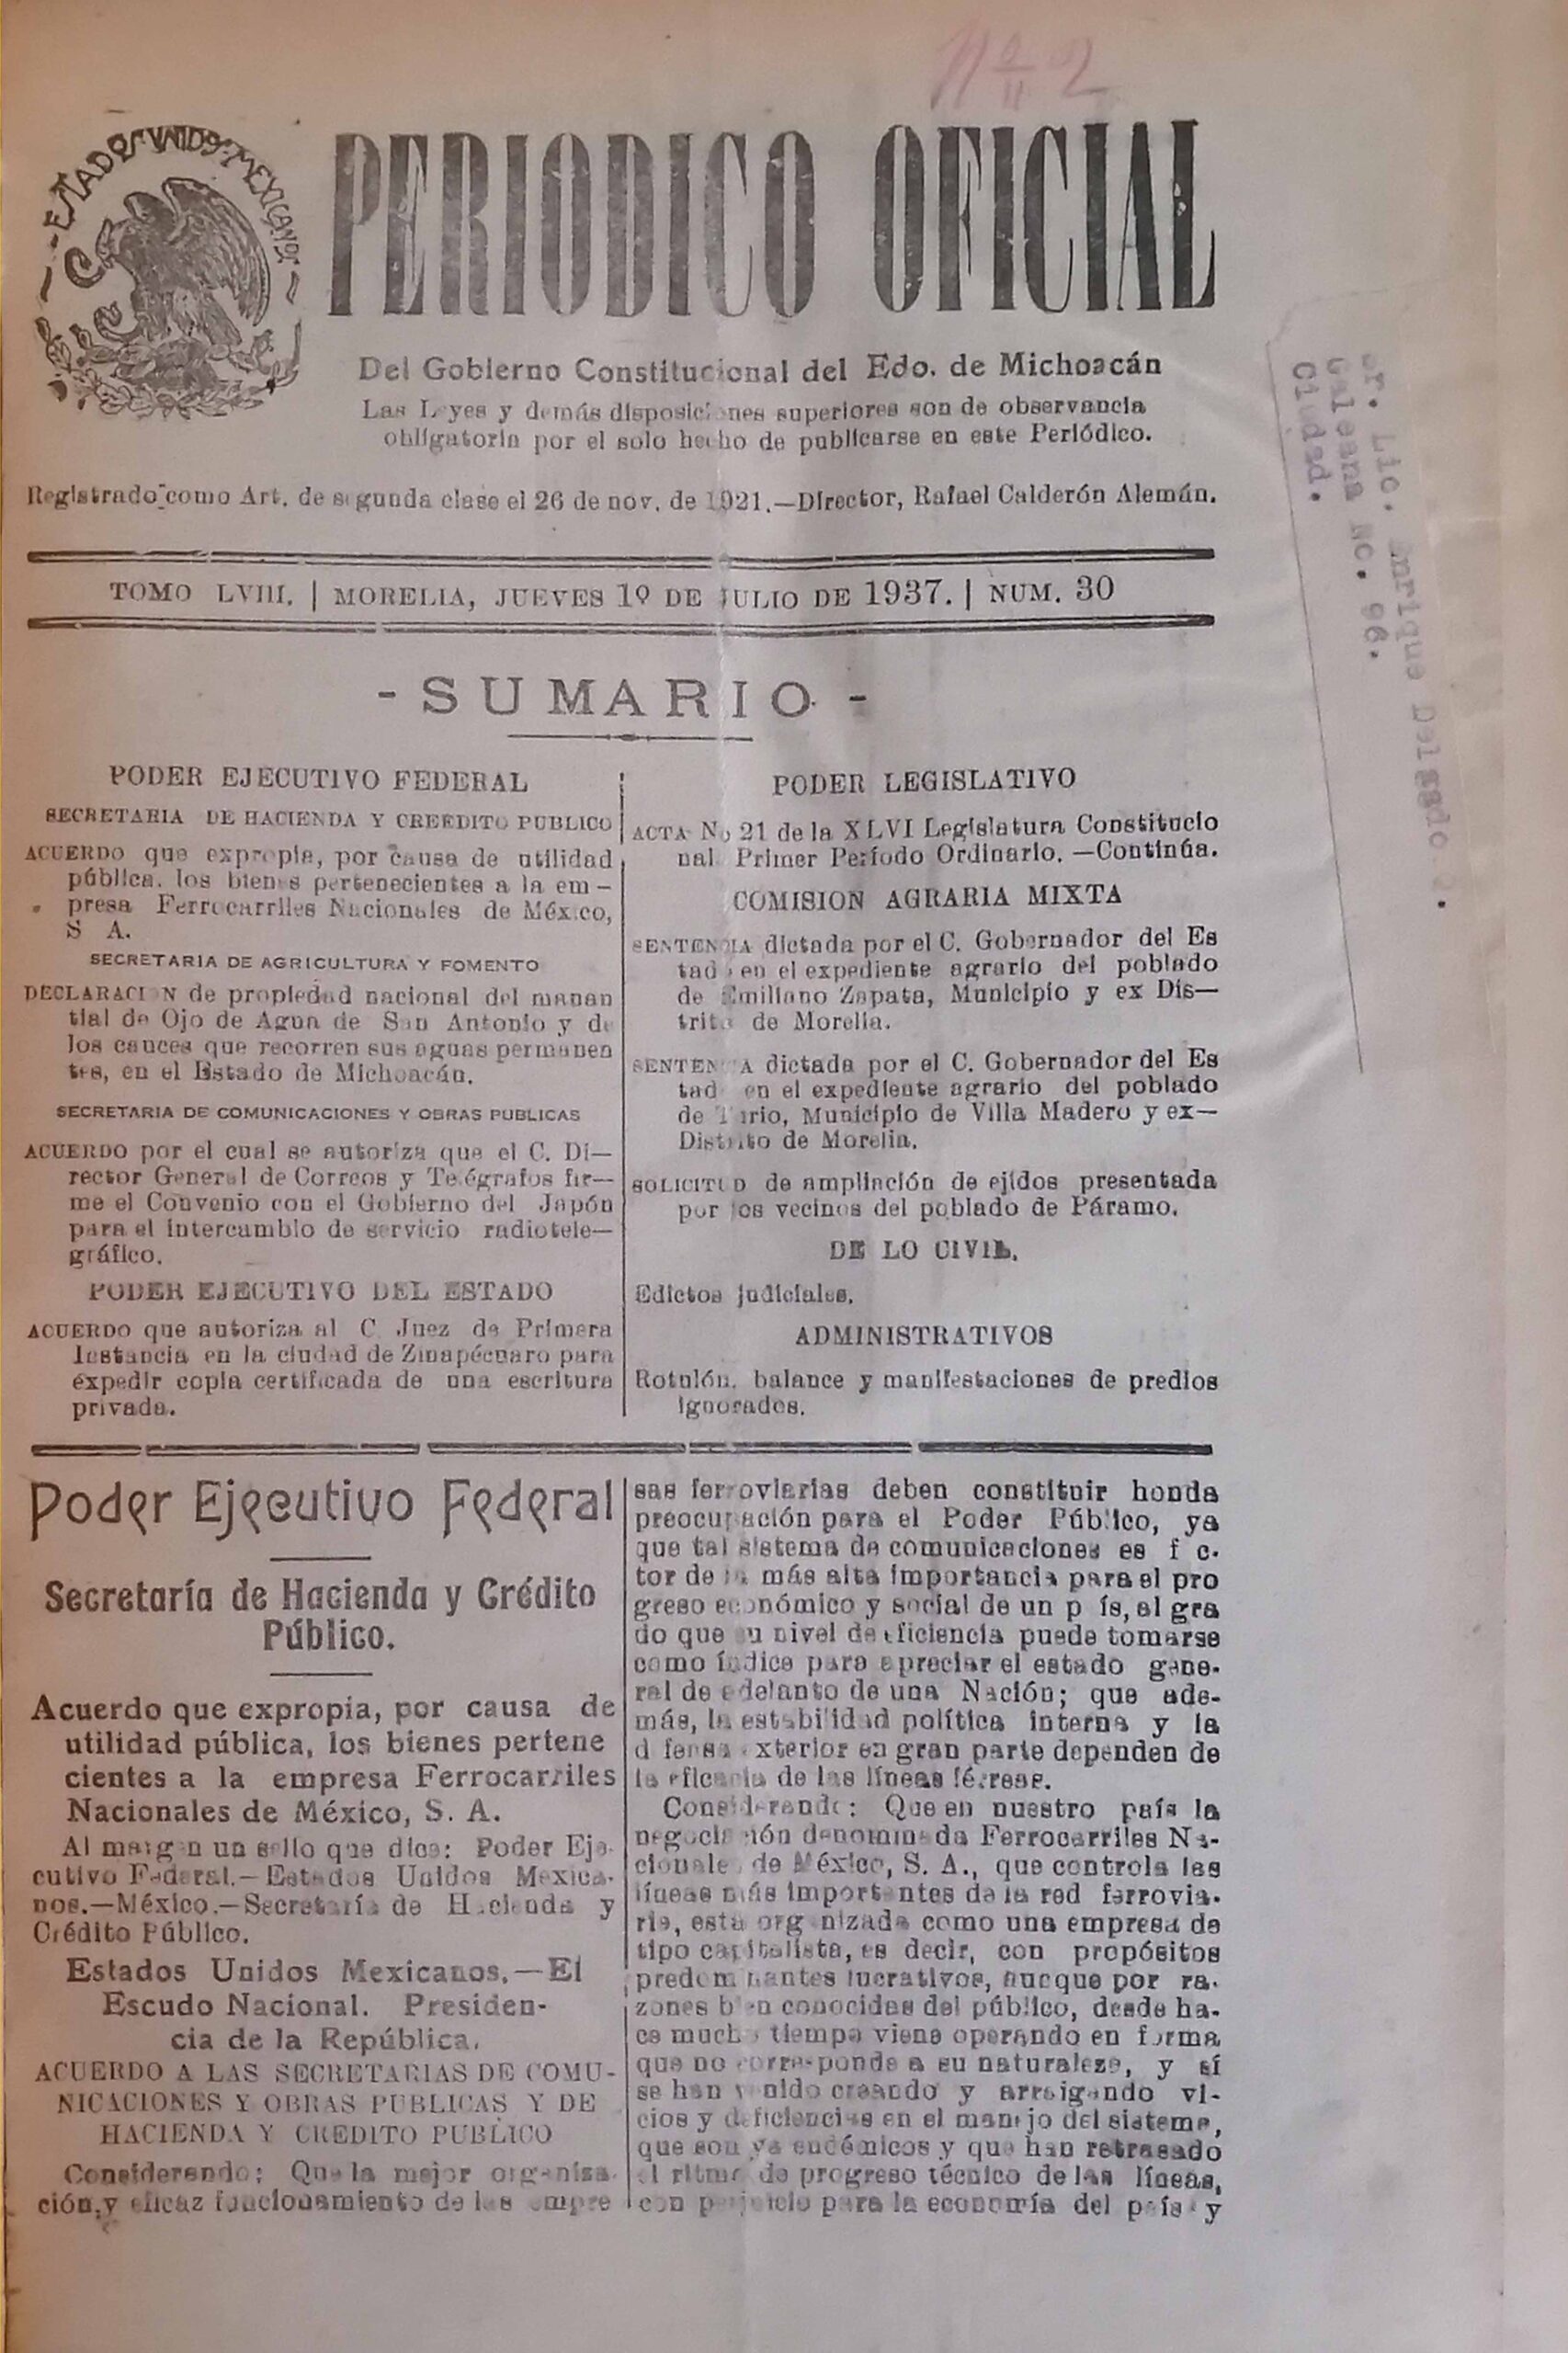 ESTADOS UNIDOS MEXICANOS
PERIODICO OFICIAL
Del Gobierno Constitucional del Edo. de Michoacán
Las Leyes y demás disposiciones superiores son de observancia
obligatoria por el solo hecho de publicarse en este Periódico.
Registrado como Art. de segunda clase el 26 de nov. de 1921.—Director, Rafael Calderón Alemán.
TOMO LVIII. | MORELIA, JUEVES 1º DE JULIO DE 1937. | NUM. 30
- SUMARIO -
PODER EJECUTIVO FEDERAL
SECRETARIA DE HACIENDA Y CREEDITO PUBLICO
ACUERDO que expropia, por causa de utilidad
pública. los bienes pertenecientes a la em—
presa Ferrocarriles Nacionales de México,
S A.
SECRETARIA DE AGRICULTURA Y FOMENTO
DECLARACION de propiedad nacional del manan
tial de Ojo de Agua de San Antonio y de
los cauces que recorren sus aguas permanen
tes, en el Estado de Michoacán.
SECRETARIA DE COMUNICACIONES Y OBRAS PUBLICAS
ACUERDO por el cual se autoriza que el C. Di—
rector General de Correos y Telégrafos fir—
me el Convenio con el Gobierno del Japón
para el intercambio de servicio radiotele—
gráfico.
PODER EJECUTIVO DEL ESTADO
ACUERDO que autoriza al C. Juez de Primera
Instancia en la ciudad de Zinapécuaro para
expedir copia certificada de una escritura
privada.
PODER LEGISLATIVO
ACTA No 21 de la XLVI Legislatura Constitucio
nal Primer Período Ordinario. —Continúa.
COMISION AGRARIA MIXTA
SENTENCIA dictada por el C. Gobernador del Es
tado en el expediente agrario del poblado
de Emiliano Zapata, Municipio y ex Dis—
trito de Morelia.
SENTENCIA dictada por el C. Gobernador del Es
tado en el expediente agrario del poblado
de Turio, Municipio de Villa Madero y ex—
Distrito de Morelia.
SOLICITUD de ampliación de ejidos presentada
por los vecinos del poblado de Páramo.
DE LO CIVIL.
Edictos judiciales.
ADMINISTRATIVOS
Rotulón, balance y manifestaciones de predios
ignorados.
Poder Ejecutivo Federal
Secretaría de Hacienda y Crédito
Público.
Acuerdo que expropia, por causa de
utilidad pública, los bienes pertene
cientes a la empresa Ferrocarriles
Nacionales de México, S. A.
Al margen un sello que dice: Poder Eje-
cutivo Federal.—Estados Unidos Mexica-
nos.—México.—Secretaría de Hacienda y
Crédito Público.
Estados Unidos Mexicanos.—El
Escudo Nacional. Presiden-
cia de la República.
ACUERDO A LAS SECRETARIAS DE COMU-
NICACIONES Y OBRAS PUBLICAS Y DE
HACIENDA Y CREDITO PUBLICO
Considerando: Que la mejor organiza-
ción y eficaz funcionamiento de las empre
sas ferroviarias deben constituir honda
preocupación para el Poder Público, ya
que tal sistema de comunicaciones es f c-
tor de la más alta importancia para el pro
greso económico y social de un p ís, al gra
do que su nivel de eficiencia puede tomarse
como índice para apreciar el estado gene-
ral de adelanto de una Nación; que ade-
más, la estabilidad política interna y la
d fensa exterior en gran parte dependen de
la eficacia de las líneas férreas.
Considerando: Que en nuestro país la
negociación denominada Ferrocarriles Na-
cionales de México, S. A., que controla las
líneas más importantes de la red ferrovia-
ria, está organizada como una empresa de
tipo capitalista, es decir, con propósitos
predominantes lucrativos, aunque por ra-
zones bien conocidas del público, desde ha-
ce mucho tiempo viene operando en forma
que no corresponde a su naturaleza, y sí
se han venido creando y arraigando vi-
cios y deficiencias en el manejo del sistema,
que son ya endémicos y que han retrasado
el ritmo de progreso técnico de las líneas,
con perjuicio para la economía del país y
Sr. Lic. Enrique Delgado G.
Galeana No. 96.
Ciudad.